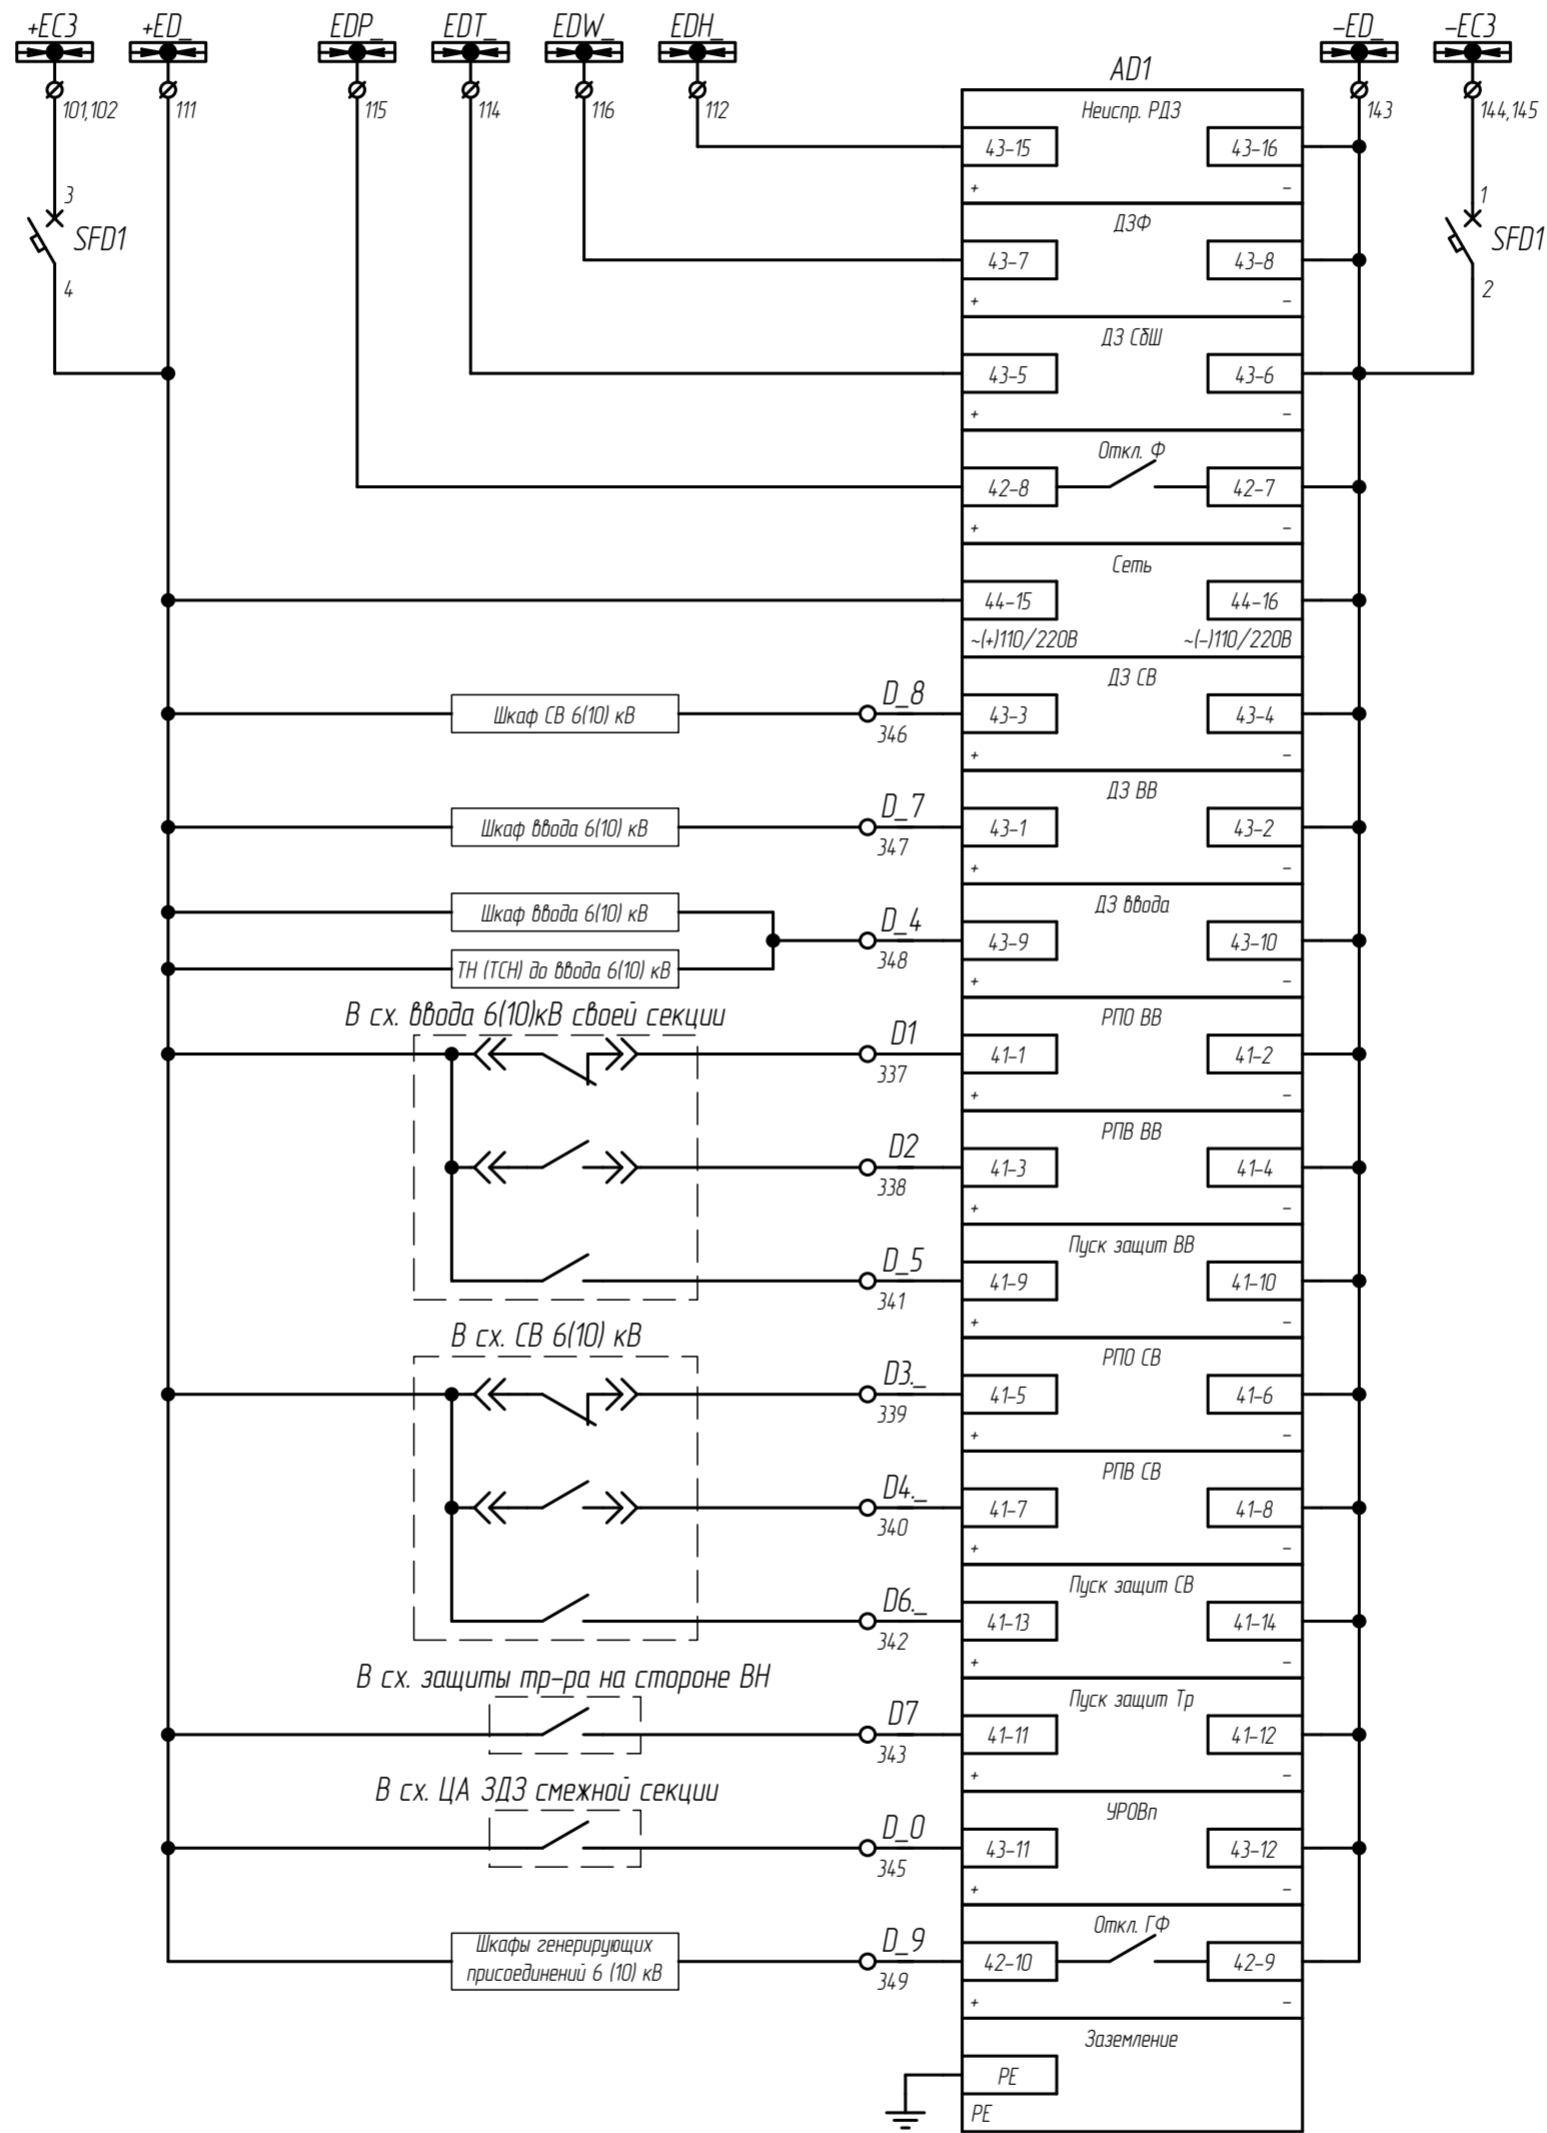 +EC3 +ED_ EDP_ EDT_ EDW_ EDH_ -ED_ -EC3
AD1
101,102 111 115 114 116 112 143 144,145
Неиспр. РДЗ
43-15 43-16
+ -
3 1
SFD1 SFD1
4 2
ДЗФ
43-7 43-8
+ -
ДЗ СбШ
43-5 43-6
+ -
Откл. Ф
42-8 42-7
+ -
Сеть
44-15 44-16
~(+)110/220В ~(-)110/220В
ДЗ СВ
Шкаф СВ 6(10) кВ D_8 43-3 43-4
346
+ -
ДЗ ВВ
Шкаф ввода 6(10) кВ D_7 43-1 43-2
347
+ -
ДЗ ввода
Шкаф ввода 6(10) кВ
D_4 43-9 43-10
348
ТН (ТСН) до ввода 6(10) кВ
+ -
В сх. ввода 6(10)кВ своей секции
РПО ВВ
D1 41-1 41-2
337
+ -
РПВ ВВ
D2 41-3 41-4
338
+ -
Пуск защит ВВ
D_5 41-9 41-10
341
+ -
В сх. СВ 6(10) кВ
РПО СВ
D3._ 41-5 41-6
339
+ -
РПВ СВ
D4._ 41-7 41-8
340
+ -
Пуск защит СВ
D6._ 41-13 41-14
342
+ -
В сх. защиты тр-ра на стороне ВН
Пуск защит Тр
D7 41-11 41-12
343
+ -
В сх. ЦА ЗДЗ смежной секции
УРОВп
D_0 43-11 43-12
345
+ -
Откл. ГФ
Шкафы генерирующих
присоединений 6 (10) кВ
D_9 42-10 42-9
349
+ -
Заземление
PE
PE